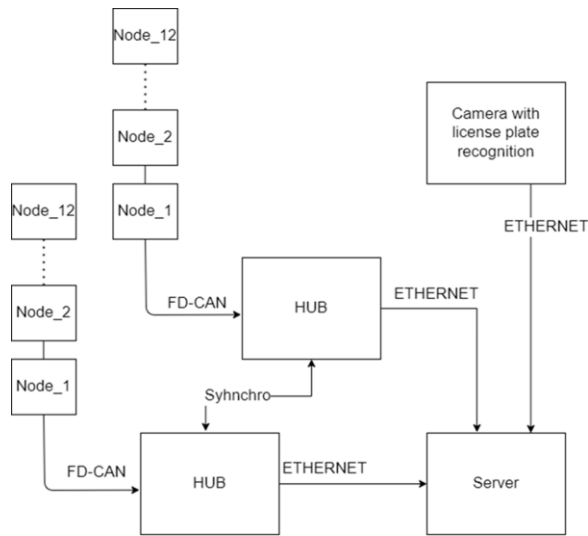 Node_12
Node_2
Node_1
Node_12
Node_2
Node_1
Camera with
license plate
recognition
ETHERNET
FD-CAN
HUB
ETHERNET
Syhnchro
FD-CAN
HUB
ETHERNET
Server